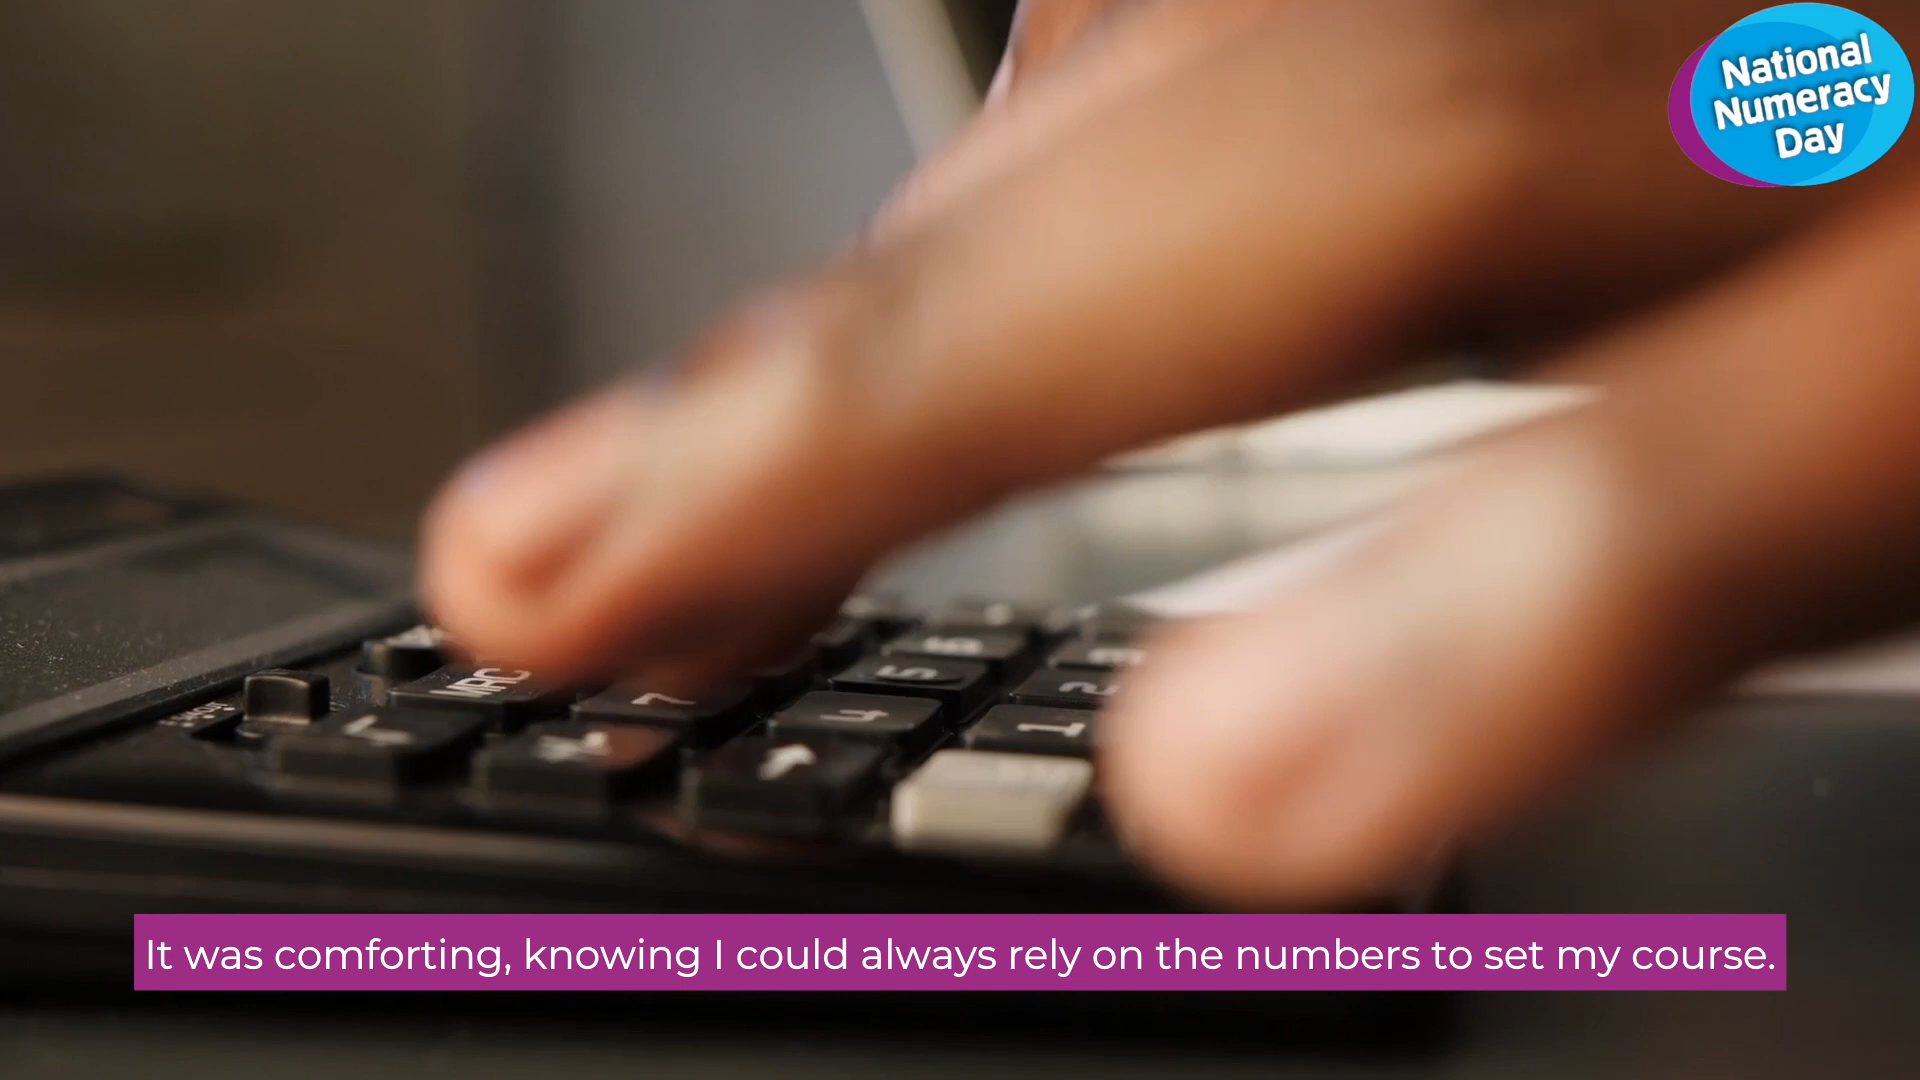 National
Numeracy
Day
MRC
7
5
6
4
2
1
It was comforting, knowing I could always rely on the numbers to set my course.